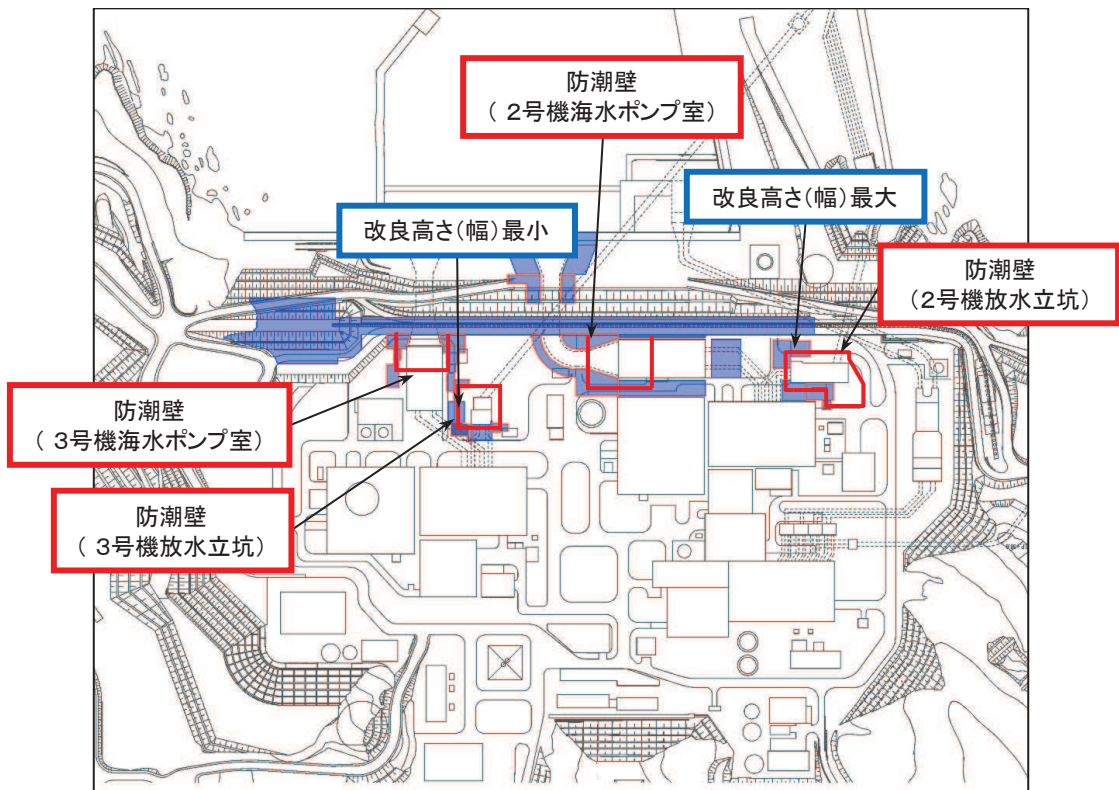 防潮壁
（ 2号機海水ポンプ室）
改良高さ（幅）最大
改良高さ（幅）最小
防潮壁
（2号機放水立坑）
防潮壁
（ 3号機海水ポンプ室）
防潮壁
（ 3号機放水立坑）